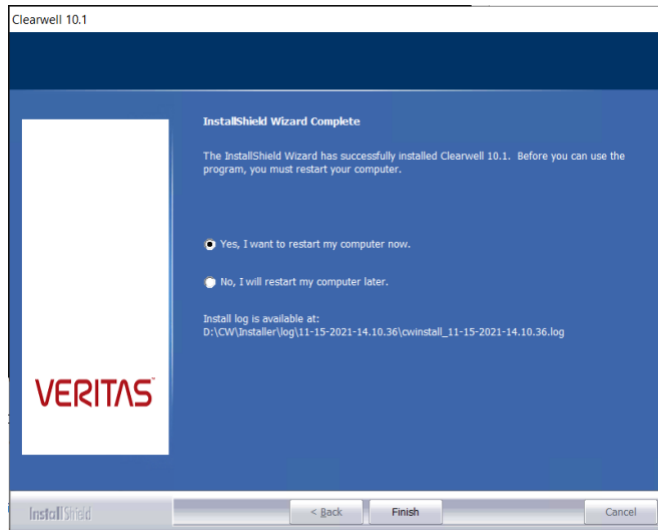 Clearwell 10.1
InstallShield Wizard Complete
The InstallShield Wizard has successfully installed Clearwell 10.1. Before you can use the
program, you must restart your computer.
Yes, I want to restart my computer now.
No, I will restart my computer later.
Install log is available at:
D:\CW\Installer\log\11-15-2021-14.10.36\cwinstall_11-15-2021-14.10.36.log
VERITAS
InstallShield
< Back
Finish
Cancel